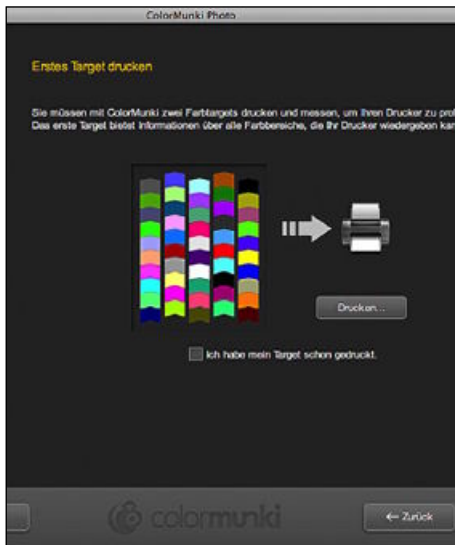 ColorMunki Photo
Erstes Target drucken
Sie müssen mit ColorMunki zwei Farbtargets drucken und messen, um Ihren Drucker zu prof
Das erste Target bietet Informationen über alle Farbbereiche, die Ihr Drucker wiedergeben kan
Drucken...
Ich habe mein Target schon gedruckt.
colormunki
← Zurück